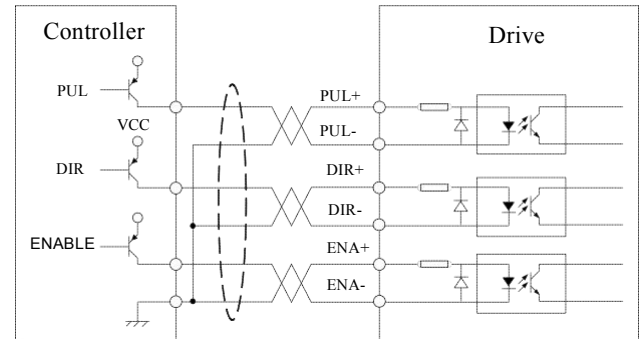 Controller
Drive
PUL
PUL+
PUL-
VCC
DIR
DIR+
DIR-
ENABLE
ENA+
ENA-